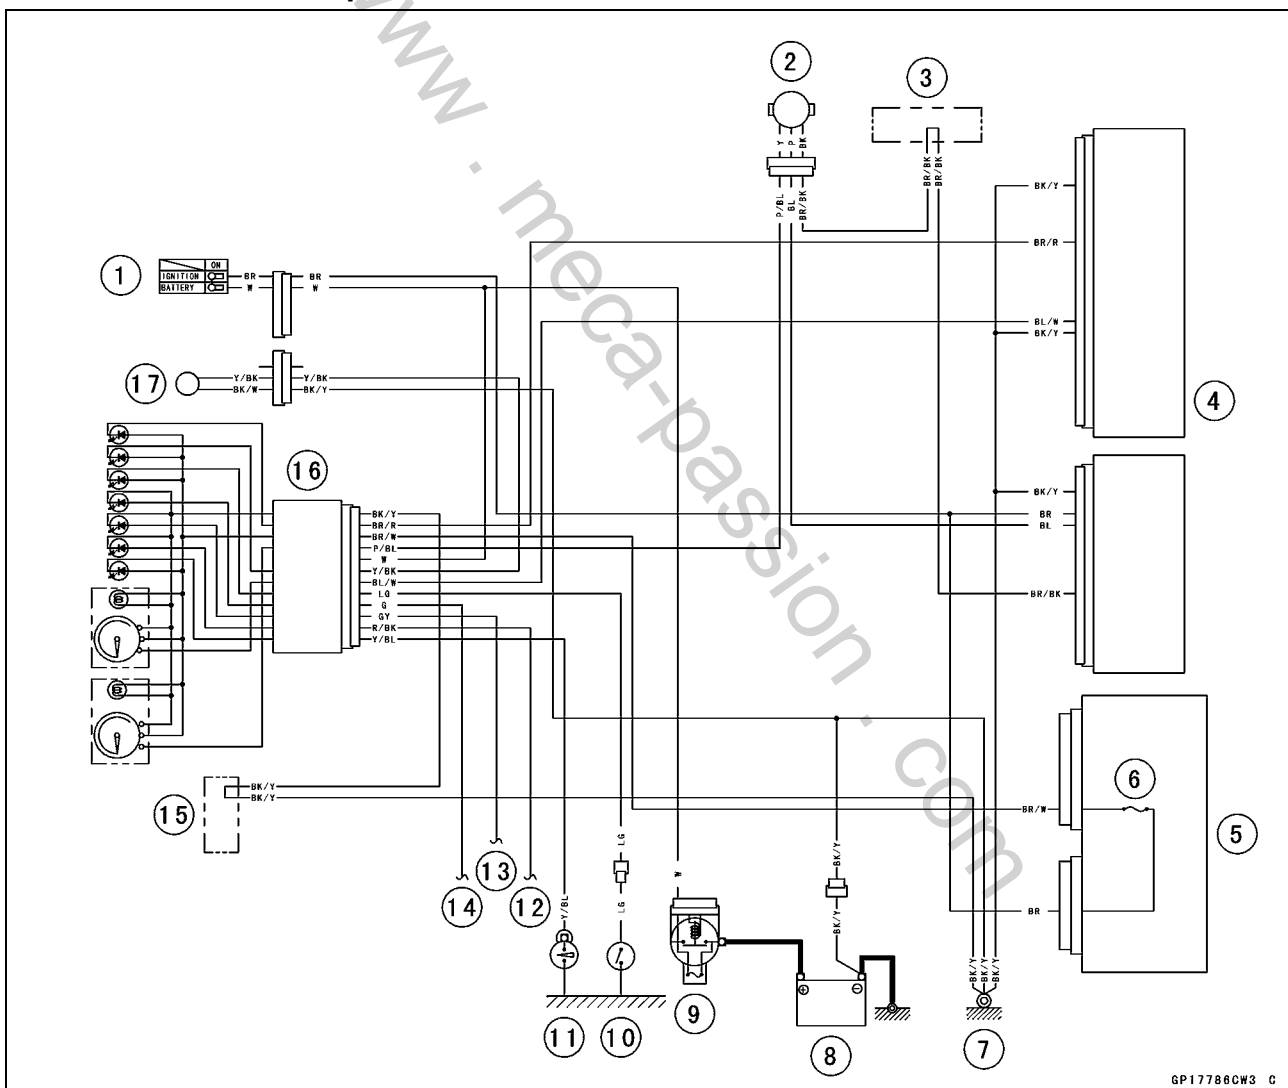 www . meca-passion . com
2
3
Y
P
BK
P/BL
BL
BR/BK
BR/BK
BR/BK
BK/Y
BR/R
BL/W
BK/Y
4
1
ON
IGNITION
BATTERY
BR
W
BR
W
17
Y/BK
BK/W
Y/BK
BK/Y
16
BK/Y
BR/R
BR/W
P/BL
W
Y/BK
BL/W
LG
G
GY
R/BK
Y/BL
BK/Y
BR
BL
BR/BK
6
5
BR/W
BR
15
BK/Y
BK/Y
14
13
12
Y/BL
LG
LG
W
BK/Y
BK/Y
BK/Y
BK/Y
BK/Y
11
10
9
8
7
GP17786CW3 C